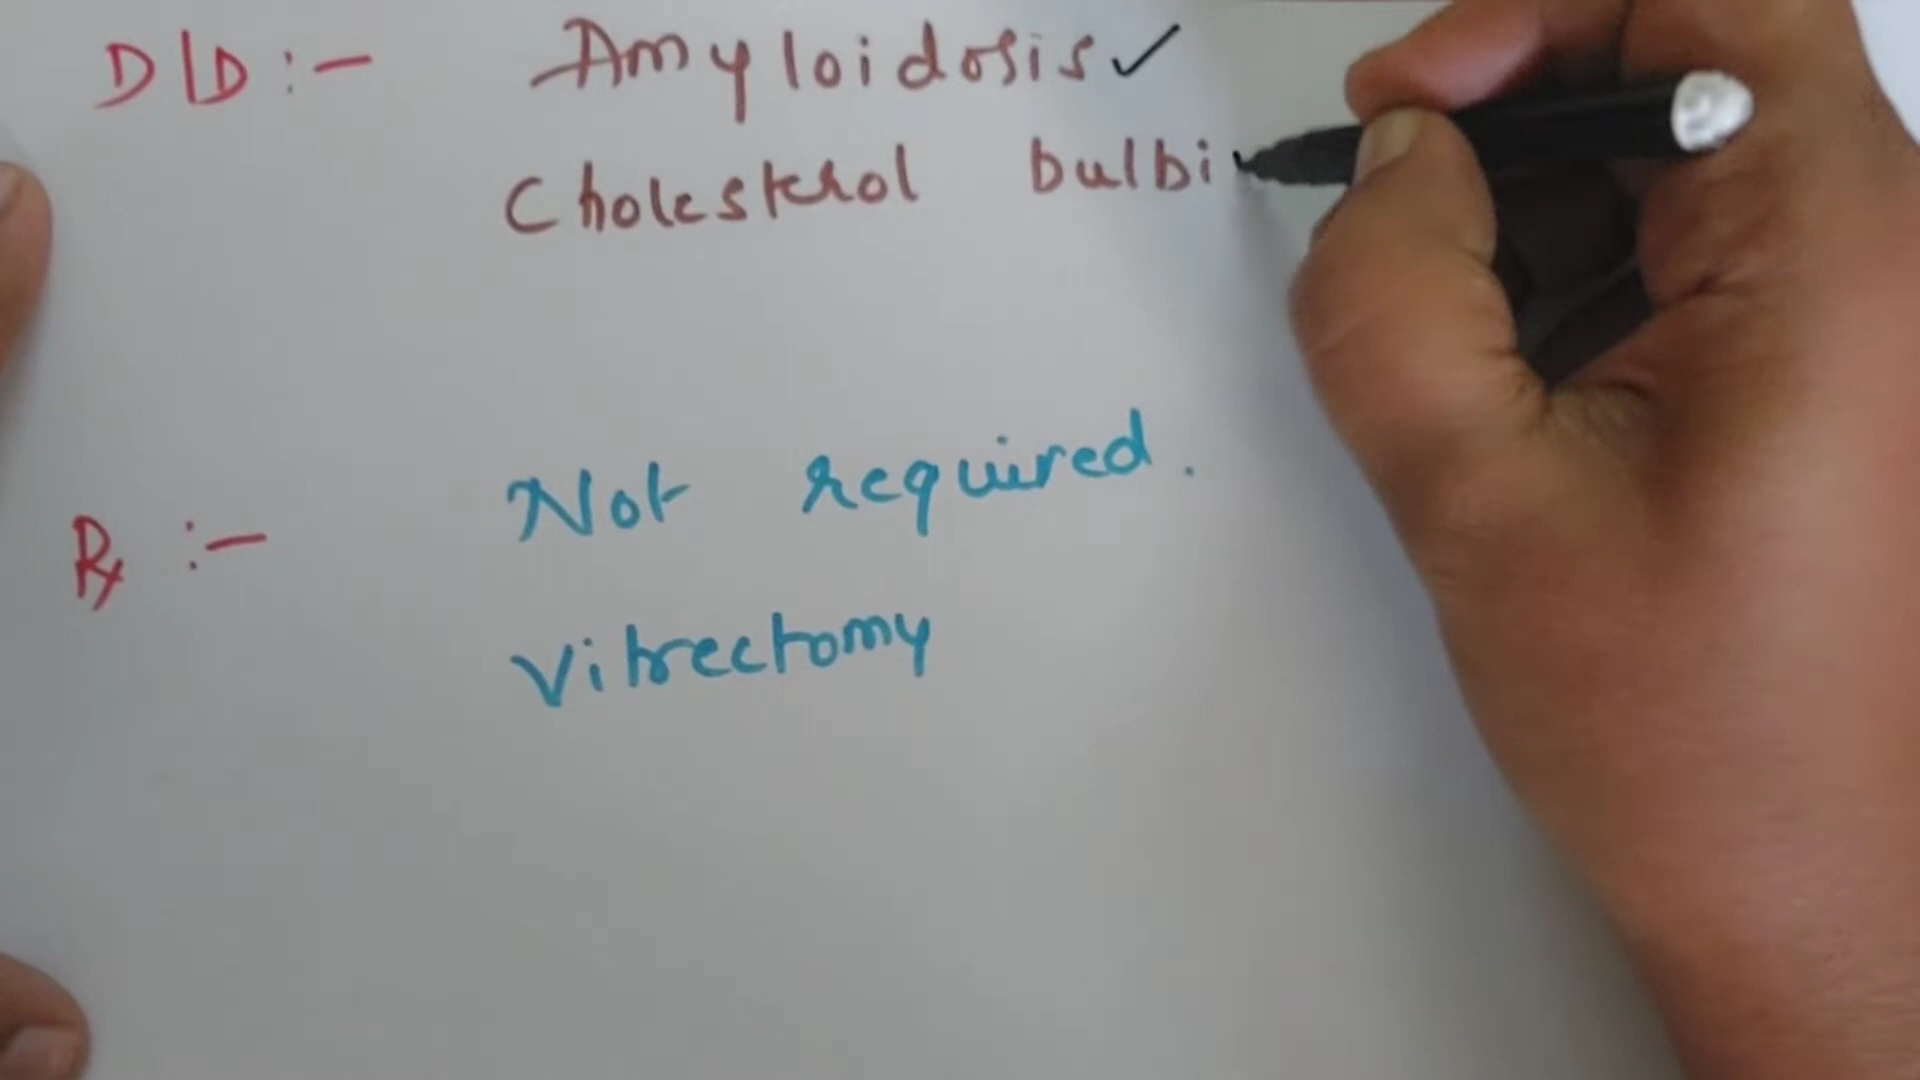 D/D :- Amyloidosis ✓
Cholesterol bulbi
Rx :- Not required.
Vitrectomy